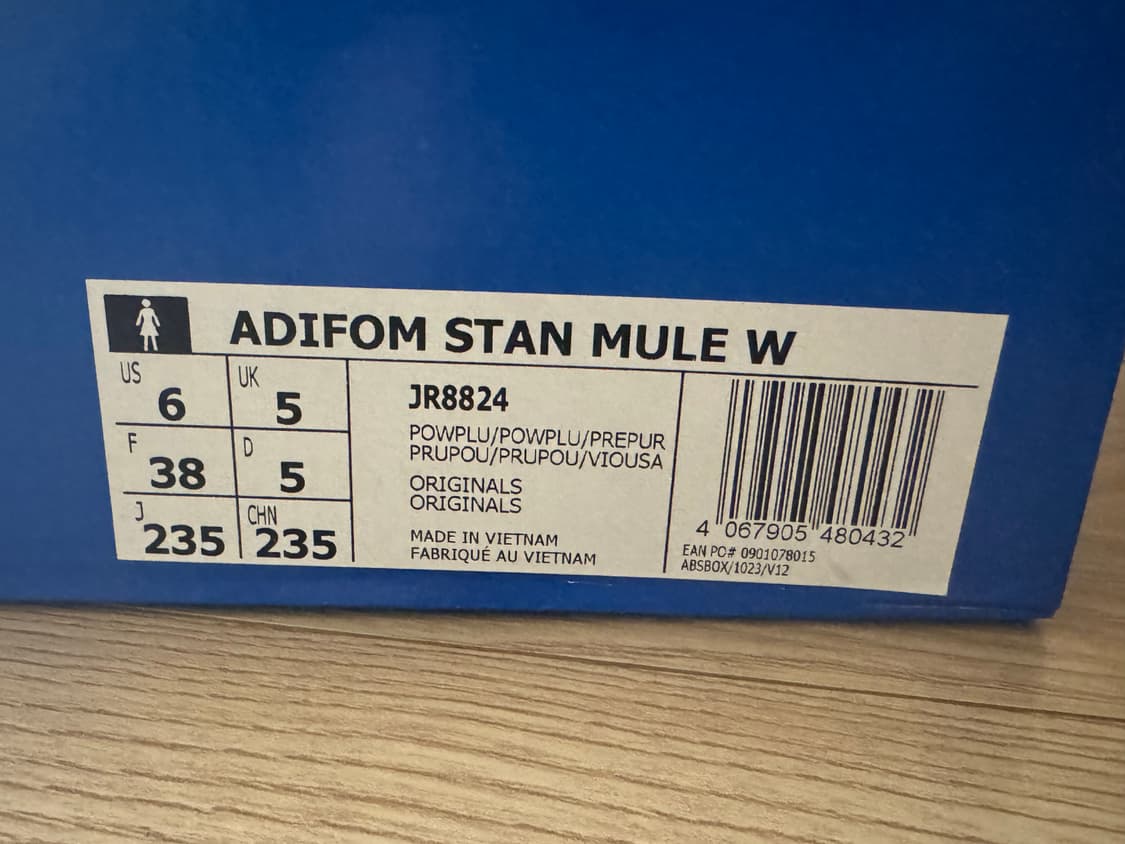 ADIFOM STAN MULE W
US 6
UK 5
F 38
D 5
J 235
CHN 235
JR8824
POWPLU/POWPLU/PREPUR
PRUPOU/PRUPOU/VIOUSA
ORIGINALS
ORIGINALS
MADE IN VIETNAM
FABRIQUÉ AU VIETNAM
4 067905 480432
EAN PC# 0901078015
ABSBOX/1023/V12